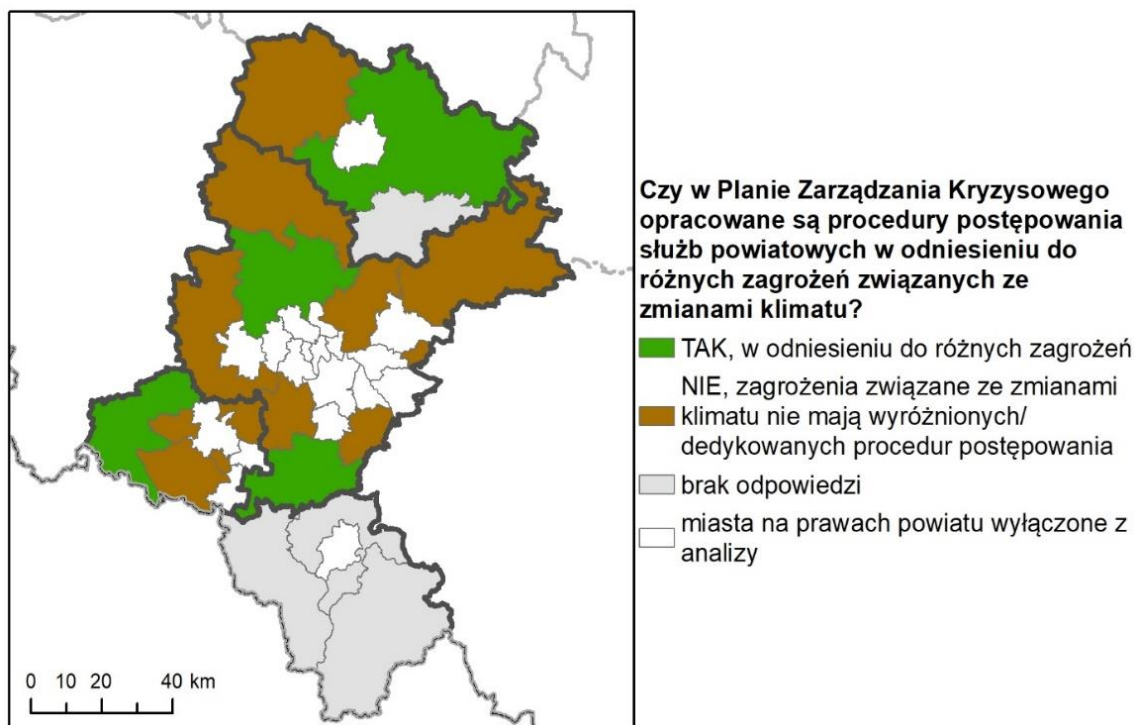 Czy w Planie Zarządzania Kryzysowego
opracowane są procedury postępowania
służb powiatowych w odniesieniu do
różnych zagrożeń związanych ze
zmianami klimatu?
TAK, w odniesieniu do różnych zagrożeń
NIE, zagrożenia związane ze zmianami
klimatu nie mają wyróżnionych/
dedykowanych procedur postępowania
brak odpowiedzi
miasta na prawach powiatu wyłączone z
analizy
0 10 20 40 km